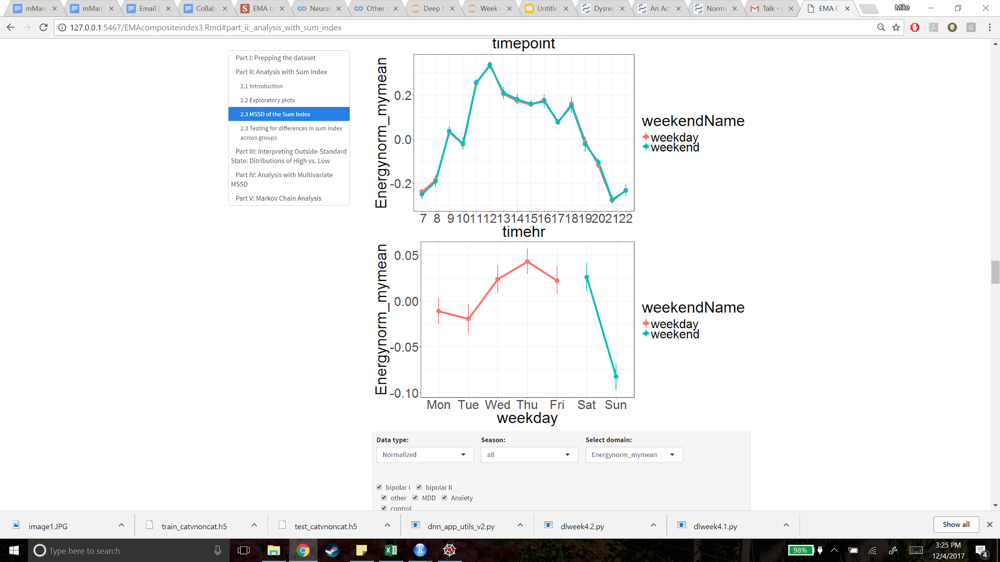 mMarc
mMarc
Email L
Collab
EMA co
Neural
Other
Deep N
Week 4
Untitle
Dysreg
An Act
Norma
Talk - r
EMA C
Mike
127.0.0.1:5467/EMAcompositeindex3.Rmd#part_ii:_analysis_with_sum_index
G
Part I: Prepping the dataset
Part II: Analysis with Sum Index
2.1 Introduction
2.2 Exploratory plots
2.3 MSSD of the Sum Index
2.3 Testing for differences in sum index
across groups
Part III: Interpreting Outside-Standard
State: Ditributions of High vs. Low
Part IV: Analysis with Multivariate
MSSD
Part V: Markov Chain Analysis
timepoint
Energynorm_mymean
0.2
0.0
-0.2
7 8 9 10 11 12 13 14 15 16 17 18 19 20 21 22
timehr
weekendName
weekday
weekend
Energynorm_mymean
0.05
0.00
-0.05
-0.10
Mon Tue Wed Thu Fri Sat Sun
weekday
weekendName
weekday
weekend
Data type: Season: Select domain:
Normalized all Energynorm_mymean
bipolar I bipolar II
other MDD Anxiety
control
image1.JPG
train_catvnoncat.h5
test_catvnoncat.h5
dnn_app_utils_v2.py
dlweek4.2.py
dlweek4.1.py
Show all
Type here to search
98%
3:25 PM
12/4/2017
4